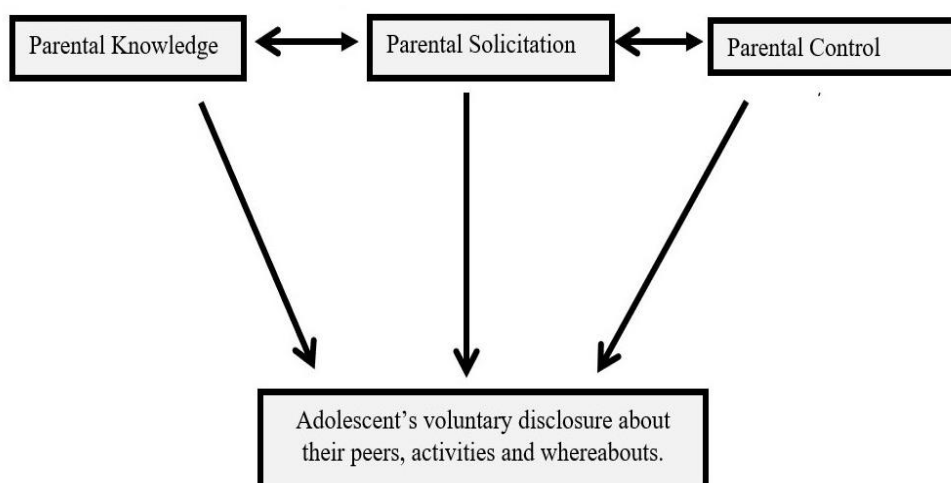 Parental Knowledge
Parental Solicitation
Parental Control
Adolescent’s voluntary disclosure about
their peers, activities and whereabouts.